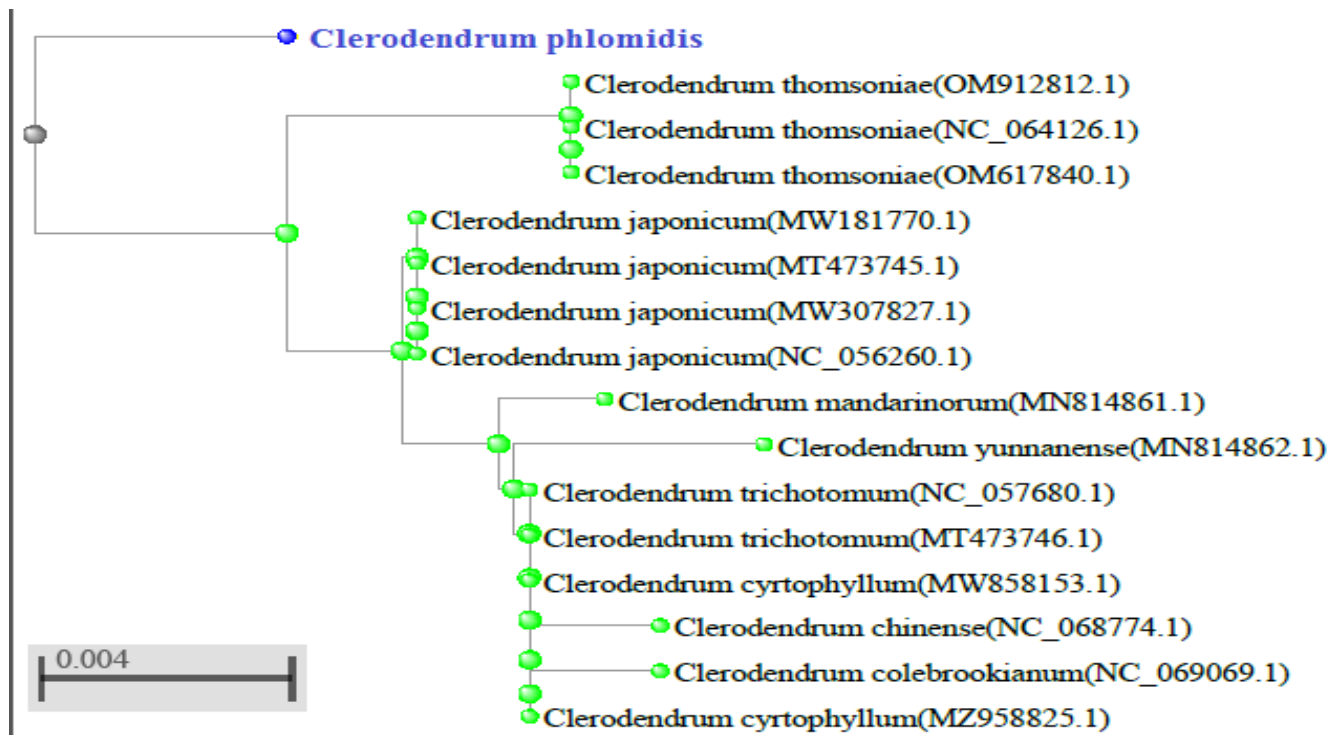 Clerodendrum phlomidis
Clerodendrum thomsoniae(OM912812.1)
Clerodendrum thomsoniae(NC_064126.1)
Clerodendrum thomsoniae(OM617840.1)
Clerodendrum japonicum(MW181770.1)
Clerodendrum japonicum(MT473745.1)
Clerodendrum japonicum(MW307827.1)
Clerodendrum japonicum(NC_056260.1)
Clerodendrum mandarinorum(MN814861.1)
Clerodendrum yunnanense(MN814862.1)
Clerodendrum trichotomum(NC_057680.1)
Clerodendrum trichotomum(MT473746.1)
Clerodendrum cyrtophyllum(MW858153.1)
Clerodendrum chinense(NC_068774.1)
Clerodendrum colebrookianum(NC_069069.1)
Clerodendrum cyrtophyllum(MZ958825.1)
0.004